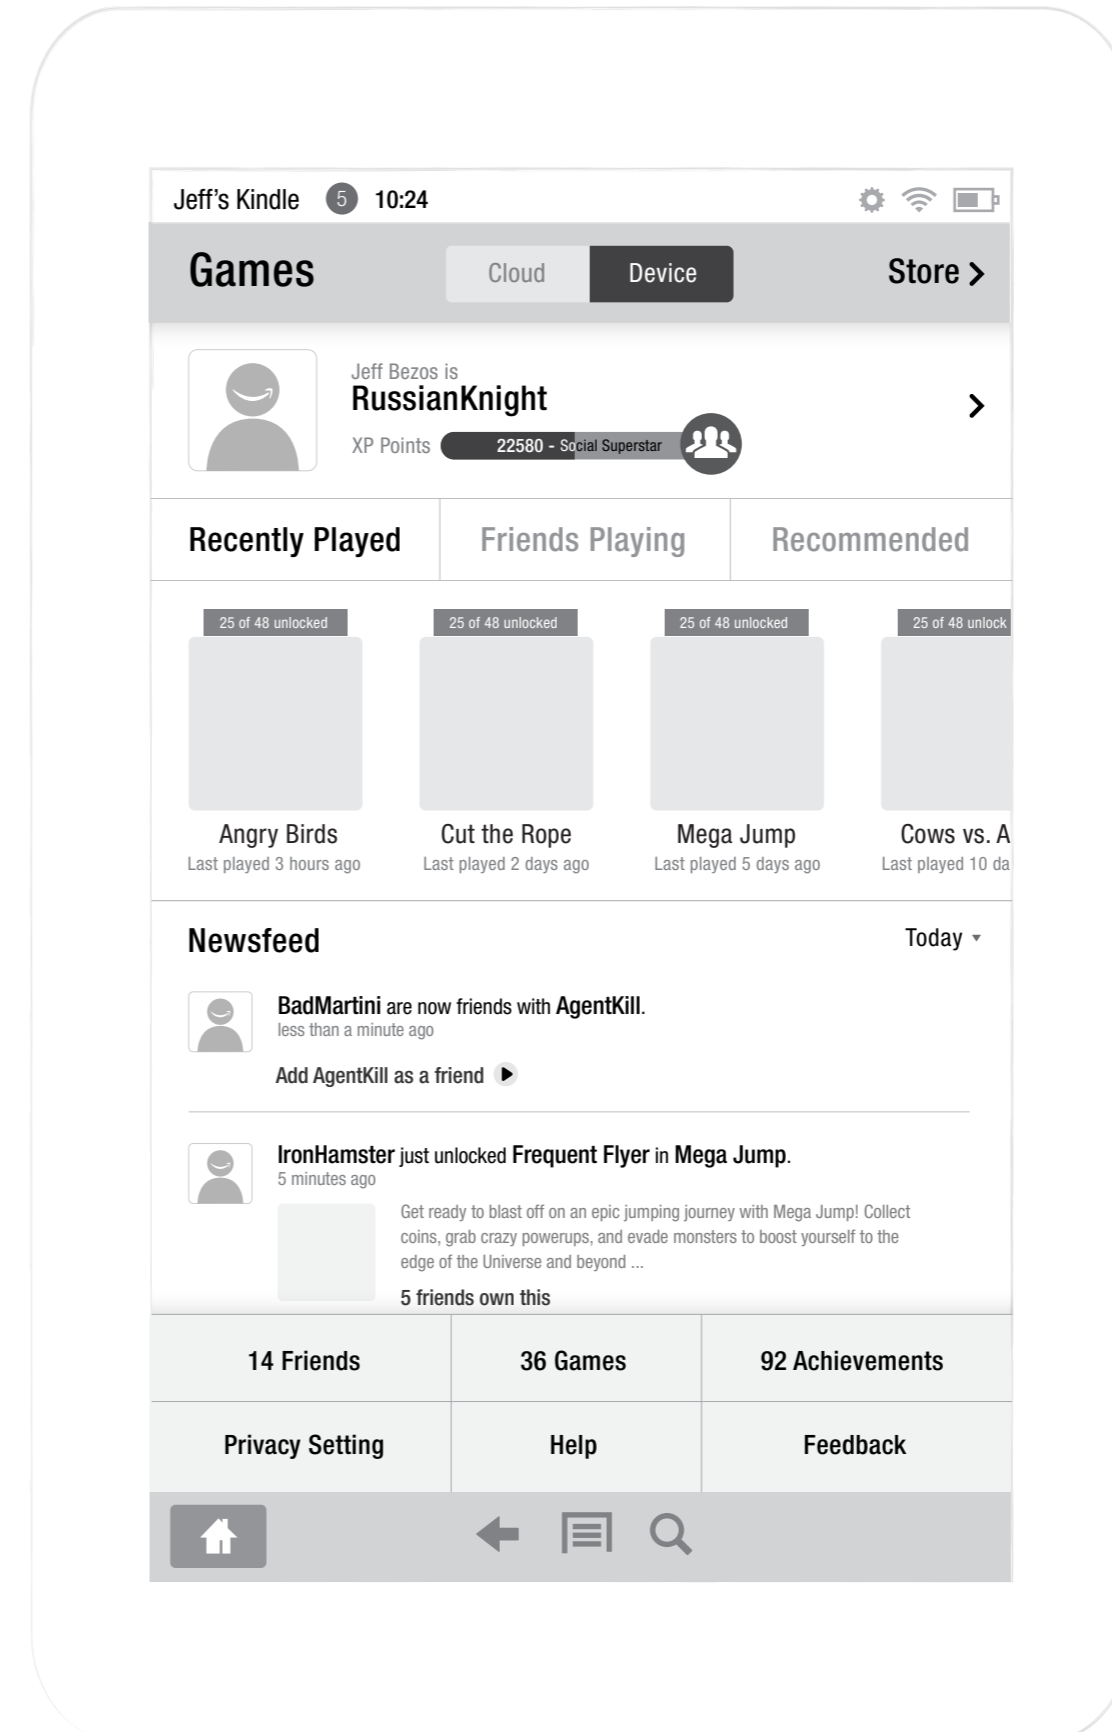 Jeff's Kindle 5 10:24
Games Cloud Device Store
Jeff Bezos is
RussianKnight
XP Points 22580 - Social Superstar
Recently Played Friends Playing Recommended
25 of 48 unlocked 25 of 48 unlocked 25 of 48 unlocked 25 of 48 unlock
Angry Birds Cut the Rope Mega Jump Cows vs. A
Last played 3 hours ago Last played 2 days ago Last played 5 days ago Last played 10 da
Newsfeed Today
BadMartini are now friends with AgentKill.
less than a minute ago
Add AgentKill as a friend
IronHamster just unlocked Frequent Flyer in Mega Jump.
5 minutes ago
Get ready to blast off on an epic jumping journey with Mega Jump! Collect
coins, grab crazy powerups, and evade monsters to boost yourself to the
edge of the Universe and beyond ...
5 friends own this
14 Friends 36 Games 92 Achievements
Privacy Setting Help Feedback